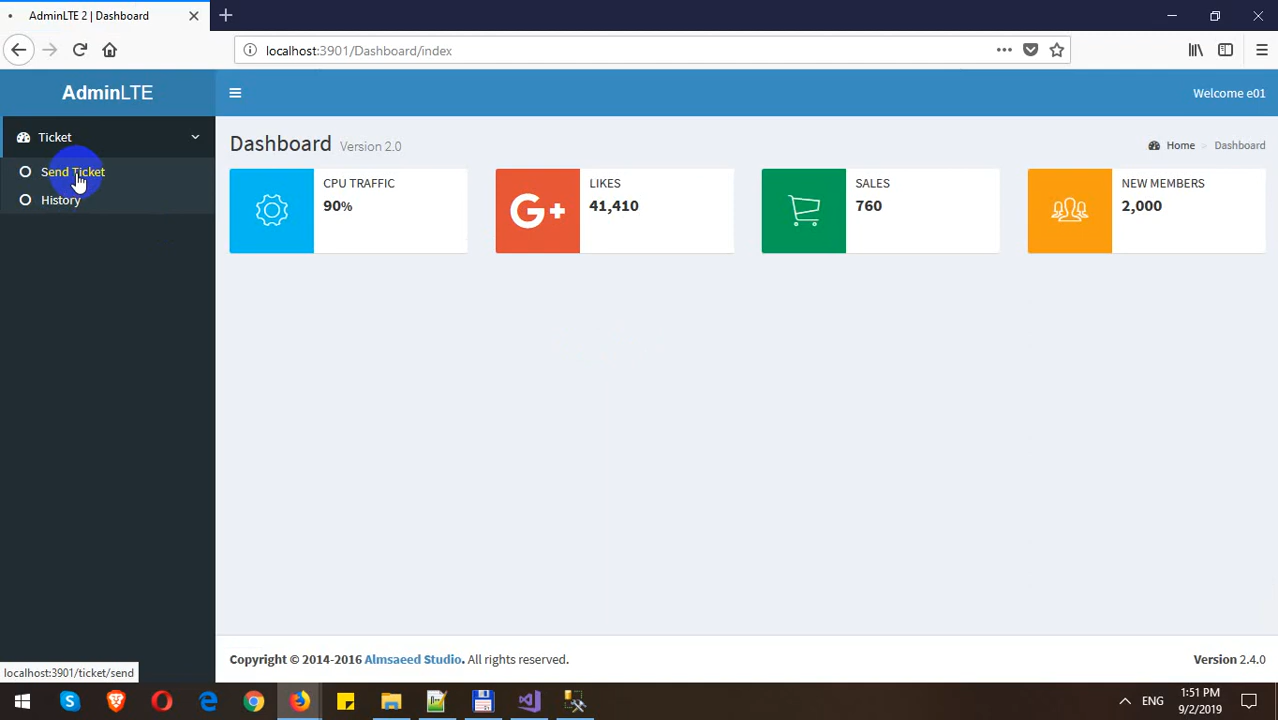 AdminLTE 2 | Dashboard
localhost:3901/Dashboard/index
AdminLTE
Welcome e01
Ticket
Send Ticket
History
Dashboard Version 2.0
Home
Dashboard
CPU TRAFFIC
90%
G+
LIKES
41,410
SALES
760
NEW MEMBERS
2,000
Copyright © 2014-2016 Almsaeed Studio. All rights reserved.
Version 2.4.0
localhost:3901/ticket/send
ENG
1:51 PM
9/2/2019